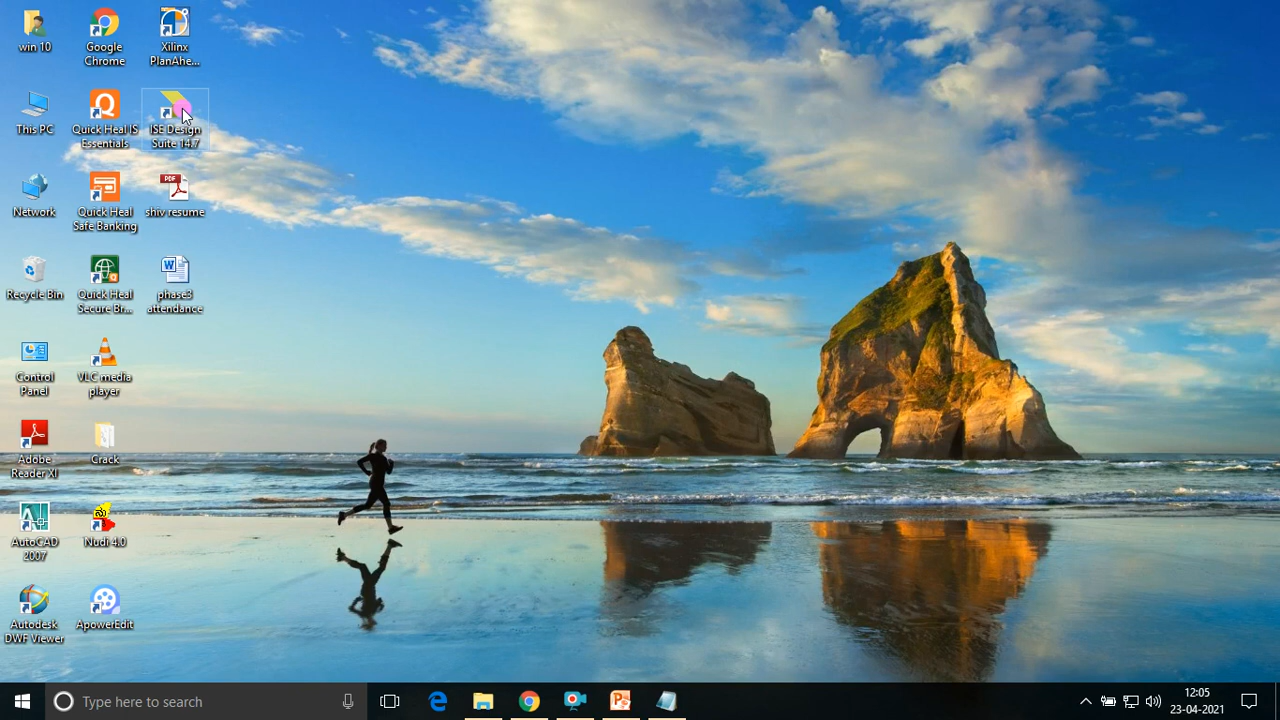 win 10
Google
Chrome
Xilinx
PlanAhe...
This PC
Quick Heal IS
Essentials
ISE Design
Suite 14.7
Network
Quick Heal
Safe Banking
PDF
shiv resume
Recycle Bin
Quick Heal
Secure Br...
phase3
attendance
Control
Panel
VLC media
player
Adobe
Reader XI
Crack
AutoCAD
2007
Nudi 4.0
Autodesk
DWF Viewer
ApowerEdit
Type here to search
12:05
23-04-2021